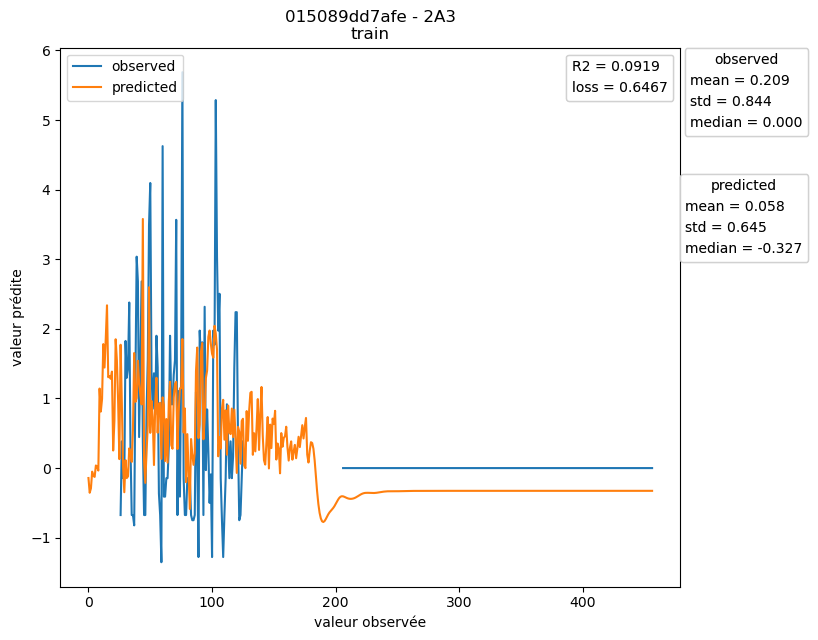 015089dd7afe - 2A3
train
observed
predicted
R2 = 0.0919
loss = 0.6467
observed
mean = 0.209
std = 0.844
median = 0.000
predicted
mean = 0.058
std = 0.645
median = -0.327
valeur prédite
6
5
4
3
2
1
0
−1
0 100 200 300 400
valeur observée